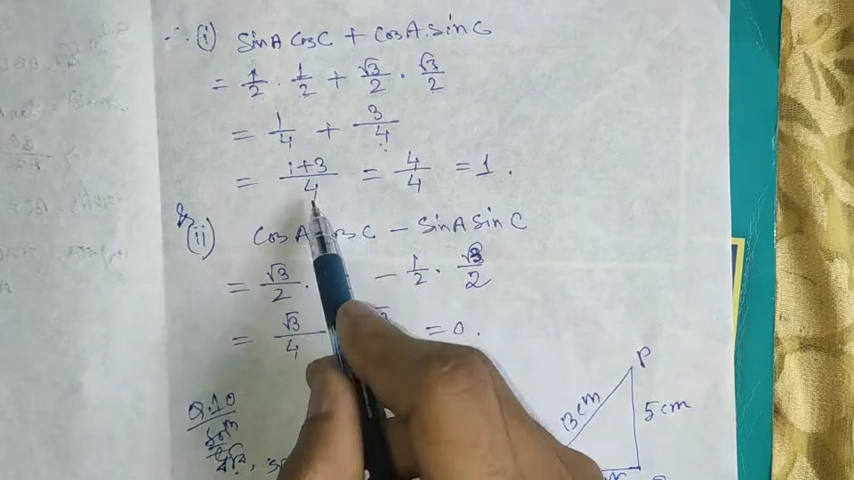 ∴ (i) sinA cosC + cosA.sinC
= 1/2 . 1/2 + √3/2 . √3/2
= 1/4 + 3/4
= 1+3/4 = 4/4 = 1.
& (ii) cosA cosC - sinA sinC
= √3/2 . - 1/2 . √3/2
= √3/4 = 0.
Q.10
P
13cm
5cm